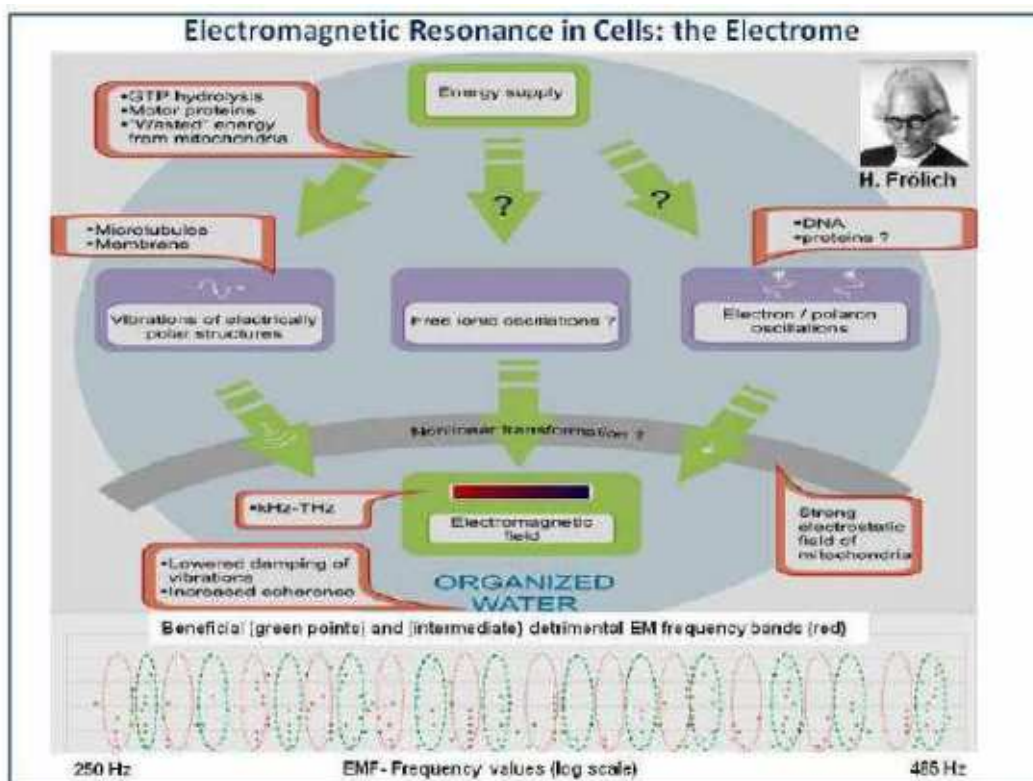 Electromagnetic Resonance in Cells: the Electrome
•GTP hydrolysis
•Motor proteins
•"Wasted" energy
from mitochondria
Energy supply
H. Frölich
?
?
•Microtubules
•Membrane
•DNA
•proteins ?
Vibrations of electrically
polar structures
Free ionic oscillations ?
Electron / polaron
oscillations
Nonlinear transformation ?
•kHz-THz
Electromagnetic
field
Strong
electrostatic
field of
mitochondria
•Lowered damping of
vibrations
•Increased coherence
ORGANIZED
WATER
Beneficial (green points) and (intermediate) detrimental EM frequency bands (red)
250 Hz
EMF- Frequency values (log scale)
485 Hz